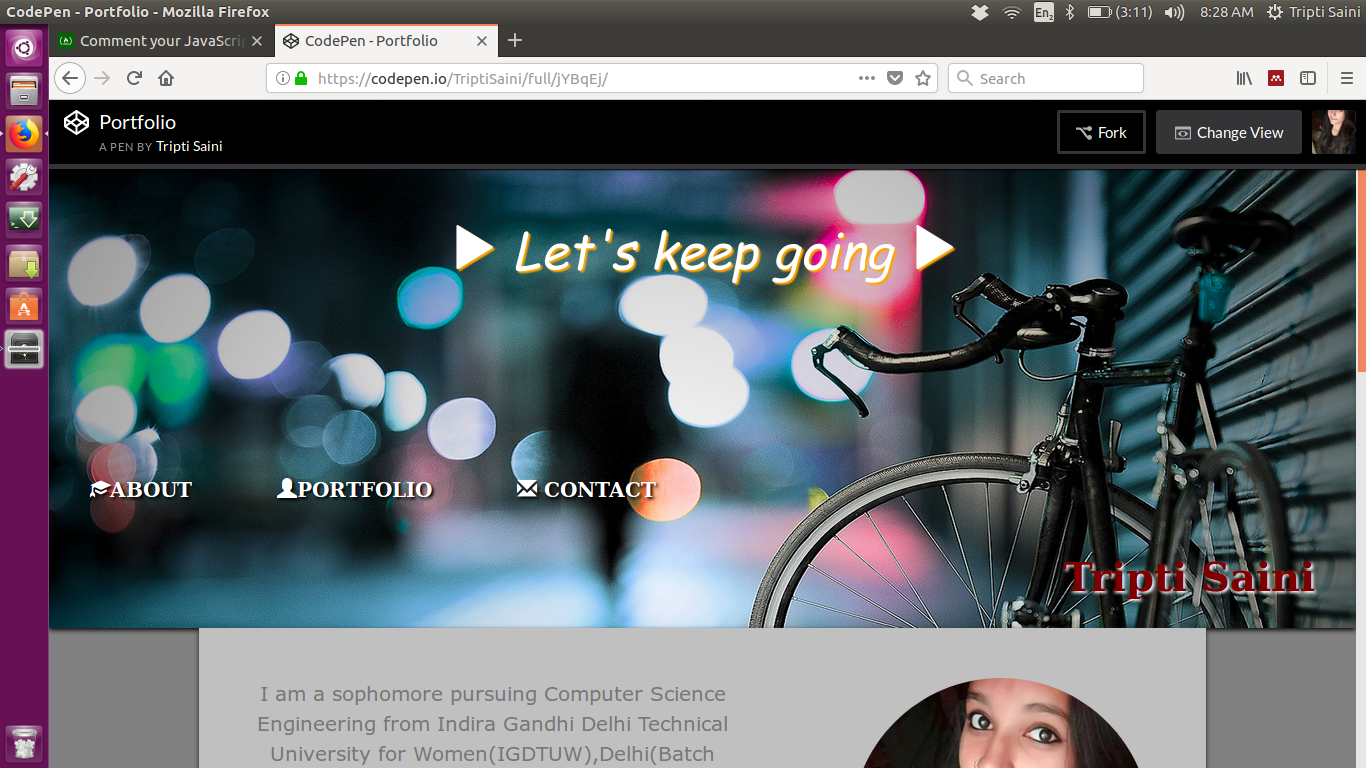 CodePen - Portfolio - Mozilla Firefox
En2
(3:11)
8:28 AM
Tripti Saini
Comment your JavaScri
CodePen - Portfolio
https://codepen.io/TriptiSaini/full/jYBqEj/
Search
Portfolio
A PEN BY Tripti Saini
Fork
Change View
Let's keep going
ABOUT
PORTFOLIO
CONTACT
Tripti Saini
I am a sophomore pursuing Computer Science
Engineering from Indira Gandhi Delhi Technical
University for Women(IGDTUW),Delhi(Batch